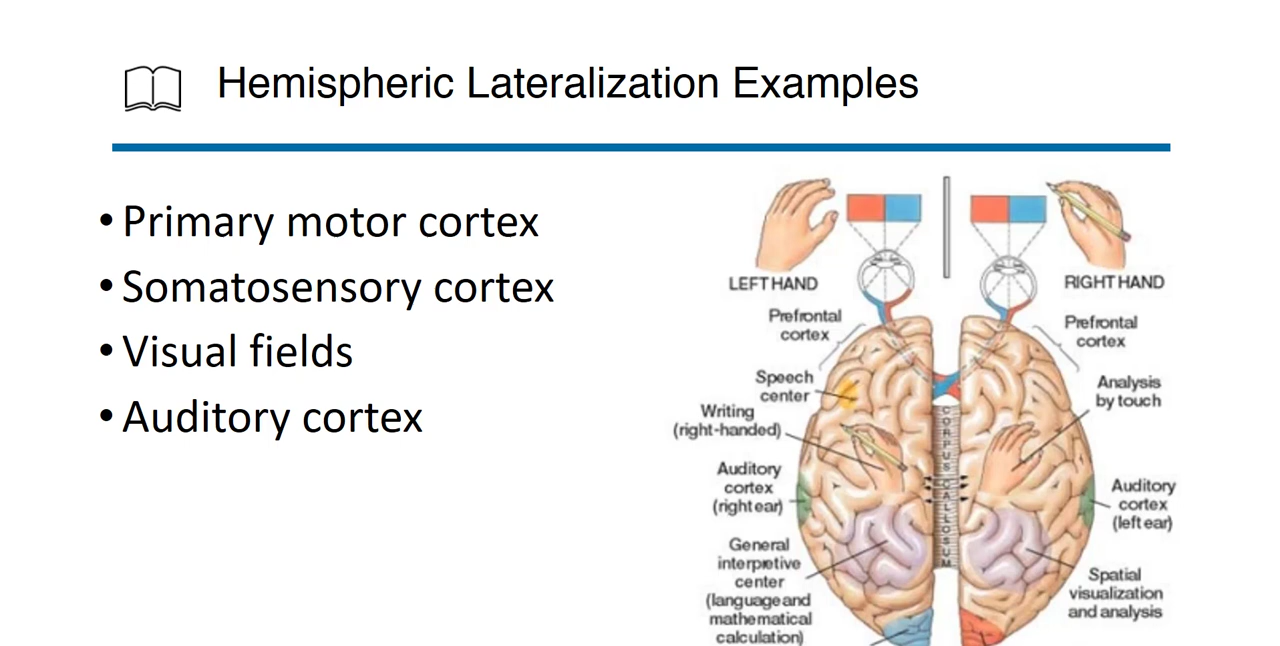 Hemispheric Lateralization Examples
• Primary motor cortex
• Somatosensory cortex
• Visual fields
• Auditory cortex
LEFT HAND
RIGHT HAND
Prefrontal
cortex
Prefrontal
cortex
Speech
center
Analysis
by touch
Writing
(right-handed)
CORPUS CALLOSUM
Auditory
cortex
(right ear)
Auditory
cortex
(left ear)
General
interpretive
center
(language and
mathematical
calculation)
Spatial
visualization
and analysis